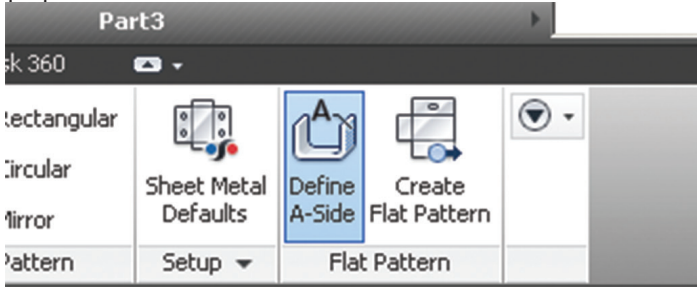 Part3
sk 360
Rectangular
Circular
Mirror
Pattern
Sheet Metal
Defaults
Setup
Define
A-Side
Create
Flat Pattern
Flat Pattern